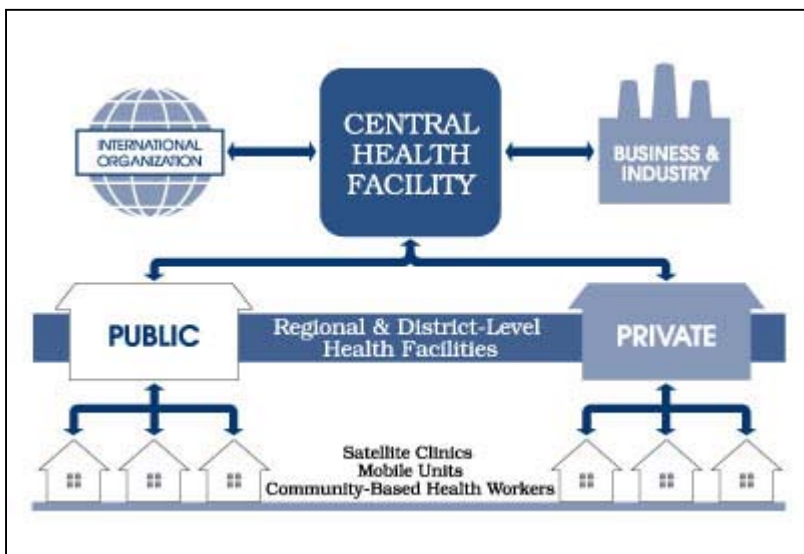 INTERNATIONAL
ORGANIZATION
CENTRAL
HEALTH
FACILITY
BUSINESS &
INDUSTRY
PUBLIC
Regional & District-Level
Health Facilities
PRIVATE
Satellite Clinics
Mobile Units
Community-Based Health Workers